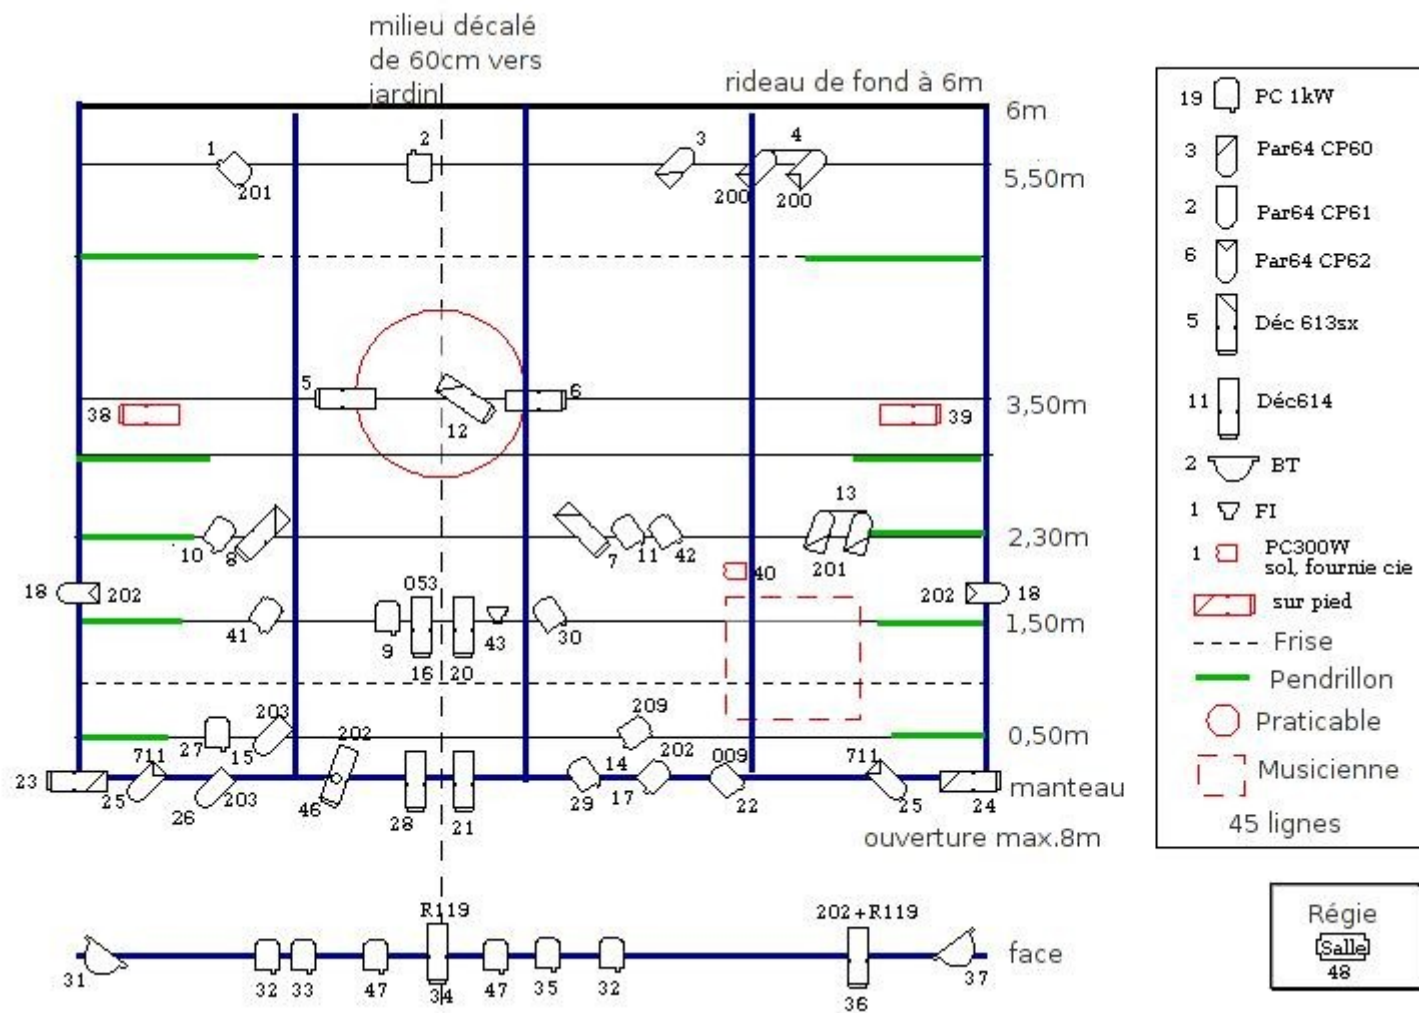 milieu décalé
de 60cm vers
jardin
rideau de fond à 6m
6m
1
2
3
4
201
200
200
5,50m
5
6
12
38
39
3,50m
10
8
7
11
42
13
201
2,30m
40
18
202
202
18
41
053
9
16
20
43
30
1,50m
27
203
15
202
209
202
0,50m
711
14
009
711
23
25
26
203
46
28
21
29
17
22
25
24
manteau
ouverture max.8m
R119
202+R119
31
32
33
47
34
47
35
32
36
37
face
19 PC 1kW
3 Par64 CP60
2 Par64 CP61
6 Par64 CP62
5 Déc 613sx
11 Déc614
2 BT
1 FI
1 PC300W
sol, fournie cie
sur pied
Frise
Pendrillon
Praticable
Musicienne
45 lignes
Régie
Salle
48